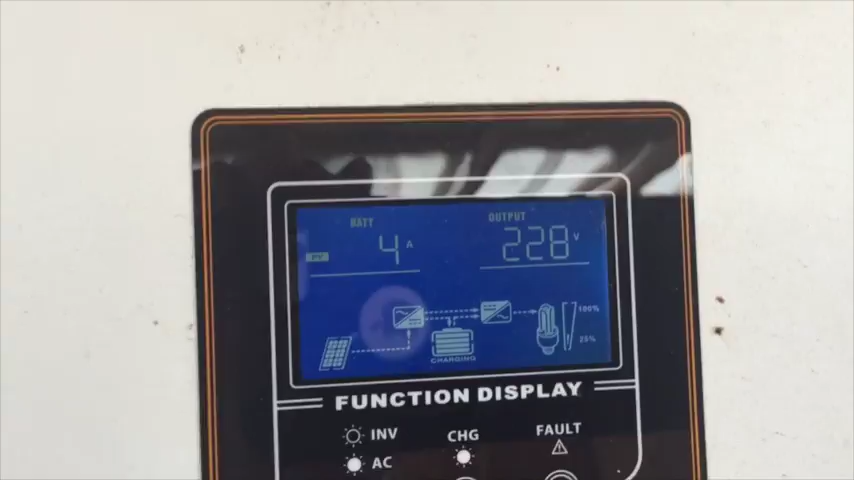 BATT
OUTPUT
PV
4 A
228 V
100%
25%
CHARGING
FUNCTION DISPLAY
INV
CHG
FAULT
AC